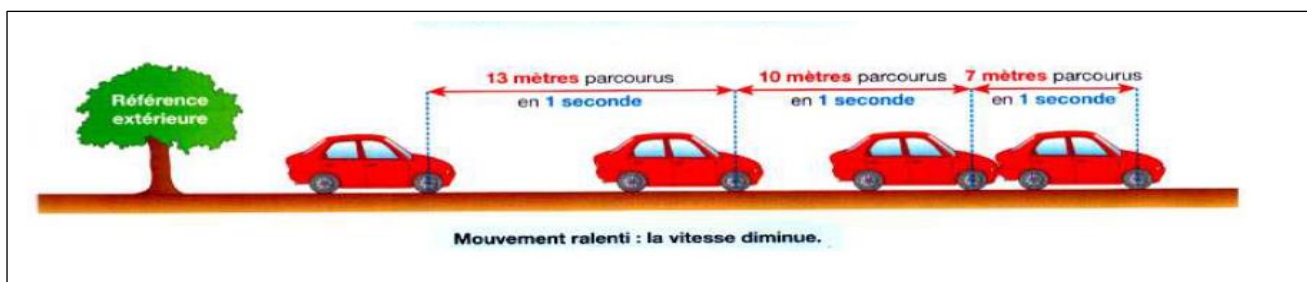 Référence
extérieure
13 mètres parcourus
en 1 seconde
10 mètres parcourus
en 1 seconde
7 mètres parcourus
en 1 seconde
Mouvement ralenti : la vitesse diminue.